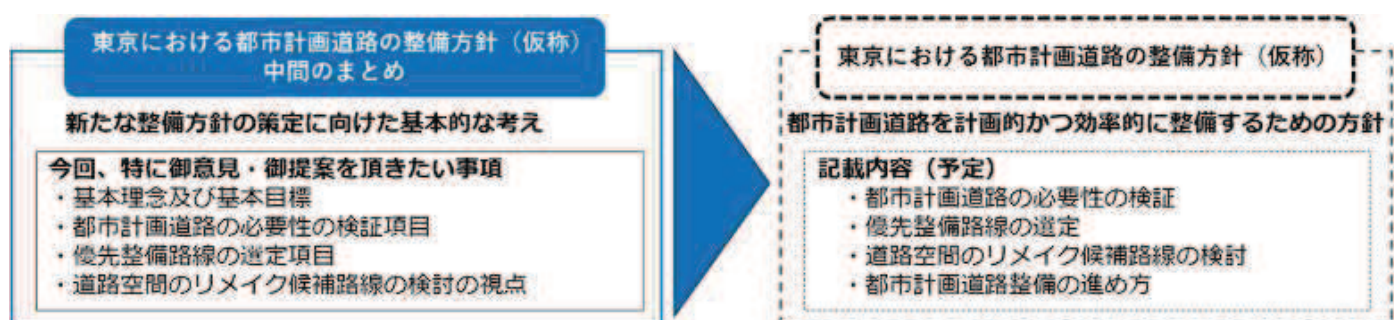 東京における都市計画道路の整備方針（仮称）
中間のまとめ
新たな整備方針の策定に向けた基本的な考え
今回、特に御意見・御提案を頂きたい事項
・基本理念及び基本目標
・都市計画道路の必要性の検証項目
・優先整備路線の選定項目
・道路空間のリメイク候補路線の検討の視点
東京における都市計画道路の整備方針（仮称）
都市計画道路を計画的かつ効率的に整備するための方針
記載内容（予定）
・都市計画道路の必要性の検証
・優先整備路線の選定
・道路空間のリメイク候補路線の検討
・都市計画道路整備の進め方